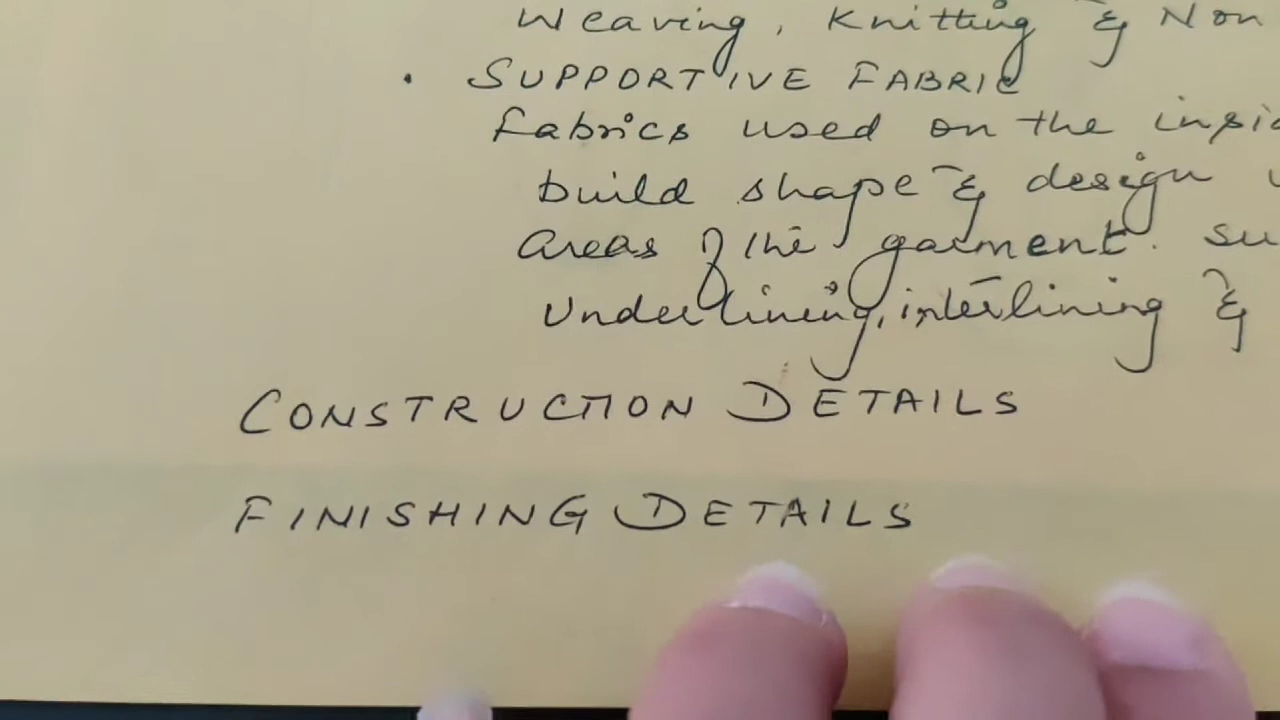 Weaving, Knitting & Non
• SUPPORTIVE FABRIC
Fabrics used on the insid
build shape & design
areas of the garment. Su
Underlining, interlining &
CONSTRUCTION DETAILS
FINISHING DETAILS